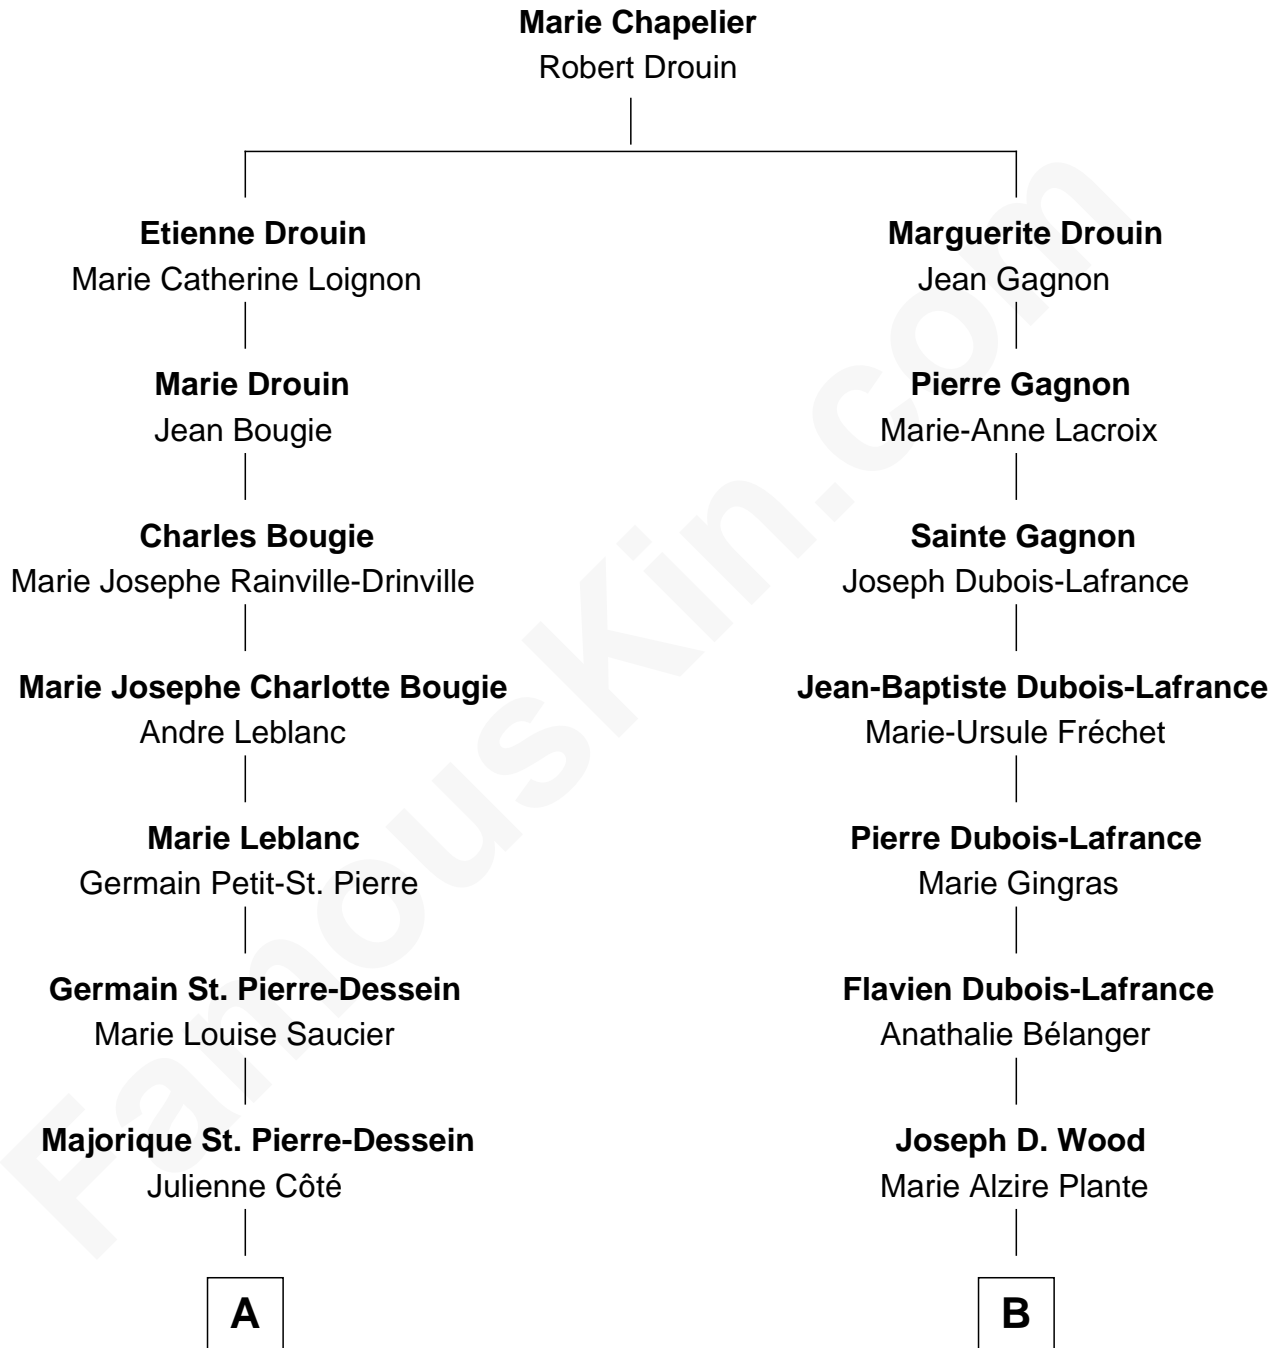 Marie Chapelier
Robert Drouin
Etienne Drouin
Marie Catherine Loignon
Marie Drouin
Jean Bougie
Charles Bougie
Marie Josephe Rainville-Drinville
Marie Josephe Charlotte Bougie
Andre Leblanc
Marie Leblanc
Germain Petit-St. Pierre
Germain St. Pierre-Dessein
Marie Louise Saucier
Majorique St. Pierre-Dessein
Julienne Côté
A
Marguerite Drouin
Jean Gagnon
Pierre Gagnon
Marie-Anne Lacroix
Sainte Gagnon
Joseph Dubois-Lafrance
Jean-Baptiste Dubois-Lafrance
Marie-Ursule Fréchet
Pierre Dubois-Lafrance
Marie Gingras
Flavien Dubois-Lafrance
Anathalie Bélanger
Joseph D. Wood
Marie Alzire Plante
B
FamousKin.com